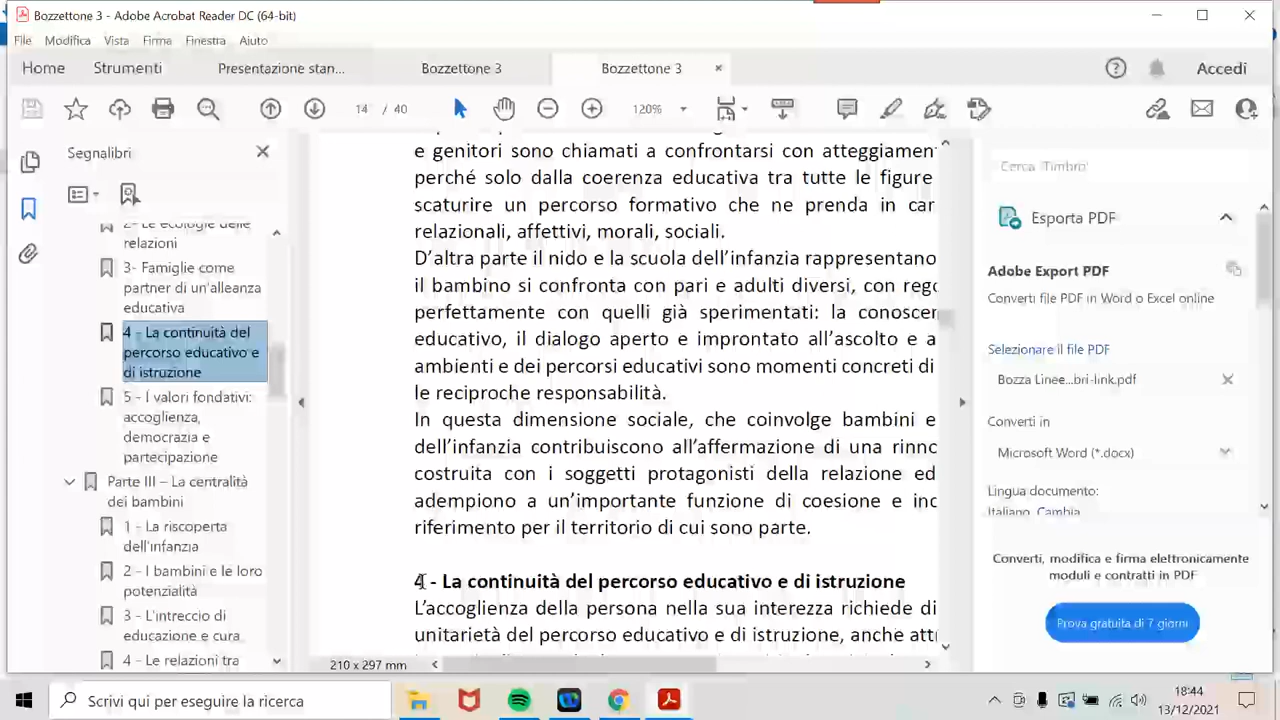 Bozzettone 3 - Adobe Acrobat Reader DC (64-bit)
File Modifica Vista Firma Finestra Aiuto
Home Strumenti Presentazione stan... Bozzettone 3 Bozzettone 3 × Accedi
14 / 40 120%
Segnalibri
relazioni
3- Famiglie come
partner di un'alleanza
educativa
4 - La continuità del
percorso educativo e
di istruzione
5 - I valori fondativi:
accoglienza,
democrazia e
partecipazione
Parte III – La centralità
dei bambini
1 - La riscoperta
dell'infanzia
2 - I bambini e le loro
potenzialità
3 - L'intreccio di
educazione e cura
4 - Le relazioni tra
e genitori sono chiamati a confrontarsi con atteggiamen
perché solo dalla coerenza educativa tra tutte le figure
scaturire un percorso formativo che ne prenda in car
relazionali, affettivi, morali, sociali.
D’altra parte il nido e la scuola dell’infanzia rappresentano
il bambino si confronta con pari e adulti diversi, con rego
perfettamente con quelli già sperimentati: la conoscen
educativo, il dialogo aperto e improntato all’ascolto e a
ambienti e dei percorsi educativi sono momenti concreti di
le reciproche responsabilità.
In questa dimensione sociale, che coinvolge bambini e
dell’infanzia contribuiscono all’affermazione di una rinno
costruita con i soggetti protagonisti della relazione ed
adempiono a un’importante funzione di coesione e inc
riferimento per il territorio di cui sono parte.
4 - La continuità del percorso educativo e di istruzione
L’accoglienza della persona nella sua interezza richiede di
unitarietà del percorso educativo e di istruzione, anche attr
210 x 297 mm
Cerca 'Timbro'
Esporta PDF
Adobe Export PDF
Converti file PDF in Word o Excel online
Selezionare il file PDF
Bozza Linee...bri-link.pdf
Converti in
Microsoft Word (*.docx)
Lingua documento:
Italiano Cambia
Converti, modifica e firma elettronicamente
moduli e contratti in PDF
Prova gratuita di 7 giorni
Scrivi qui per eseguire la ricerca
18:44
13/12/2021